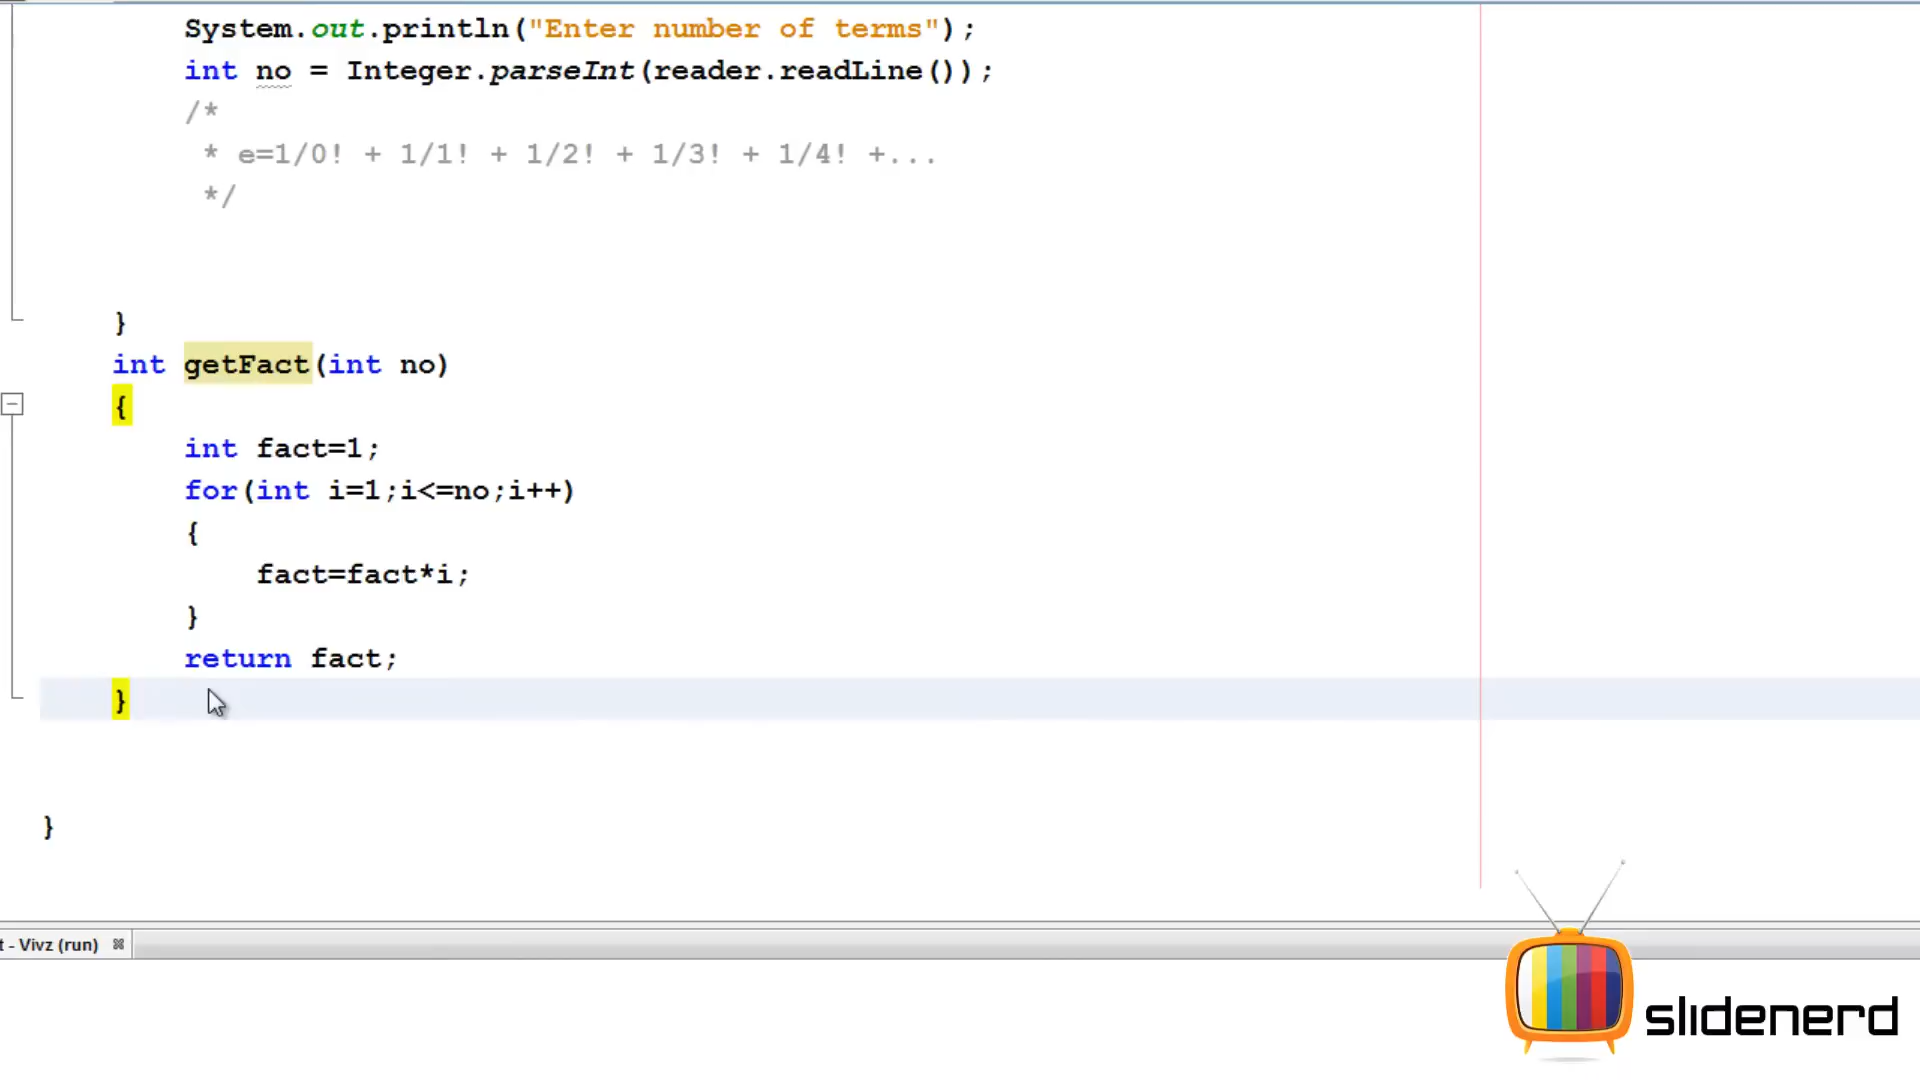 System.out.println("Enter number of terms");
int no = Integer.parseInt(reader.readLine());
/*
* e=1/0! + 1/1! + 1/2! + 1/3! + 1/4! +...
*/
}
int getFact(int no)
{
int fact=1;
for(int i=1;i<=no;i++)
{
fact=fact*i;
}
return fact;
}
}
t - Vivz (run)
slidenerd